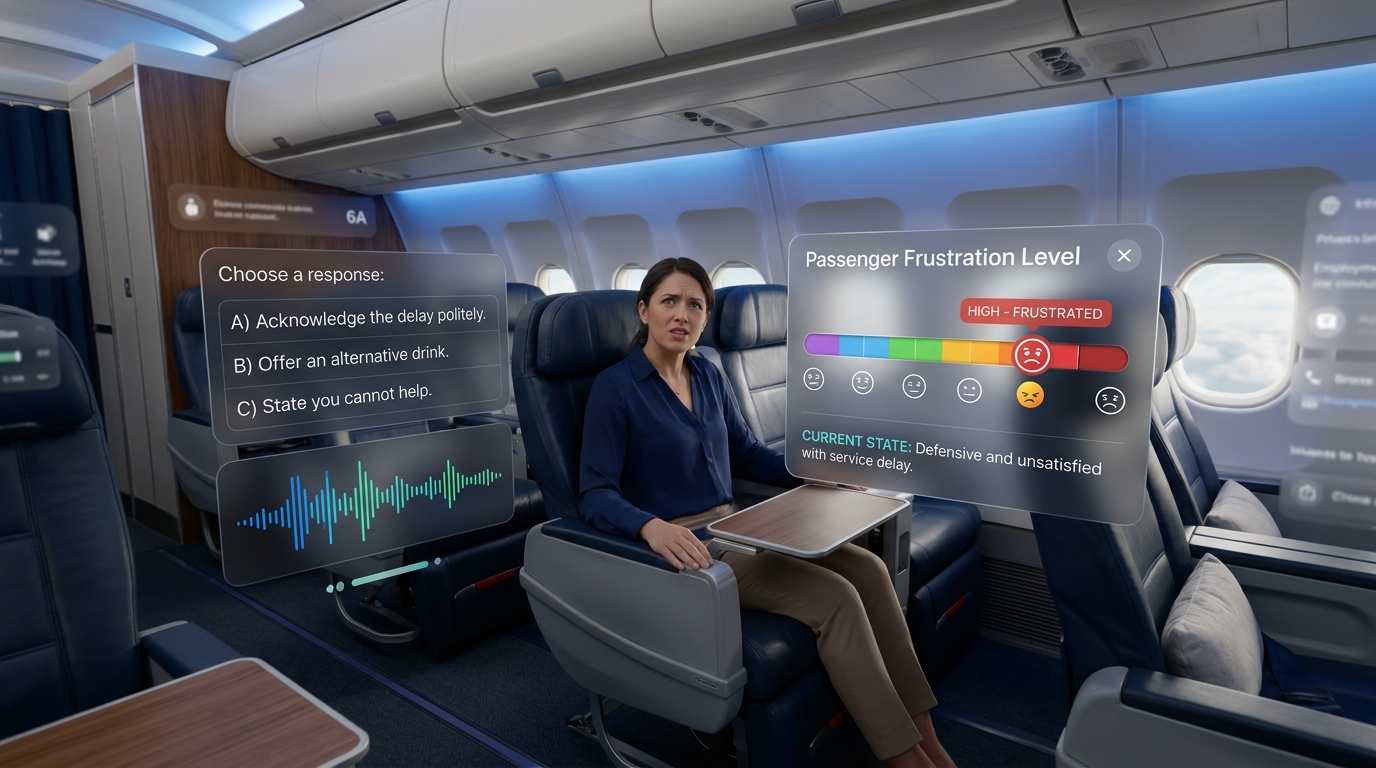 6A
Choose a response:
A) Acknowledge the delay politely.
B) Offer an alternative drink.
C) State you cannot help.
Passenger Frustration Level
HIGH - FRUSTRATED
CURRENT STATE: Defensive and unsatisfied
with service delay.